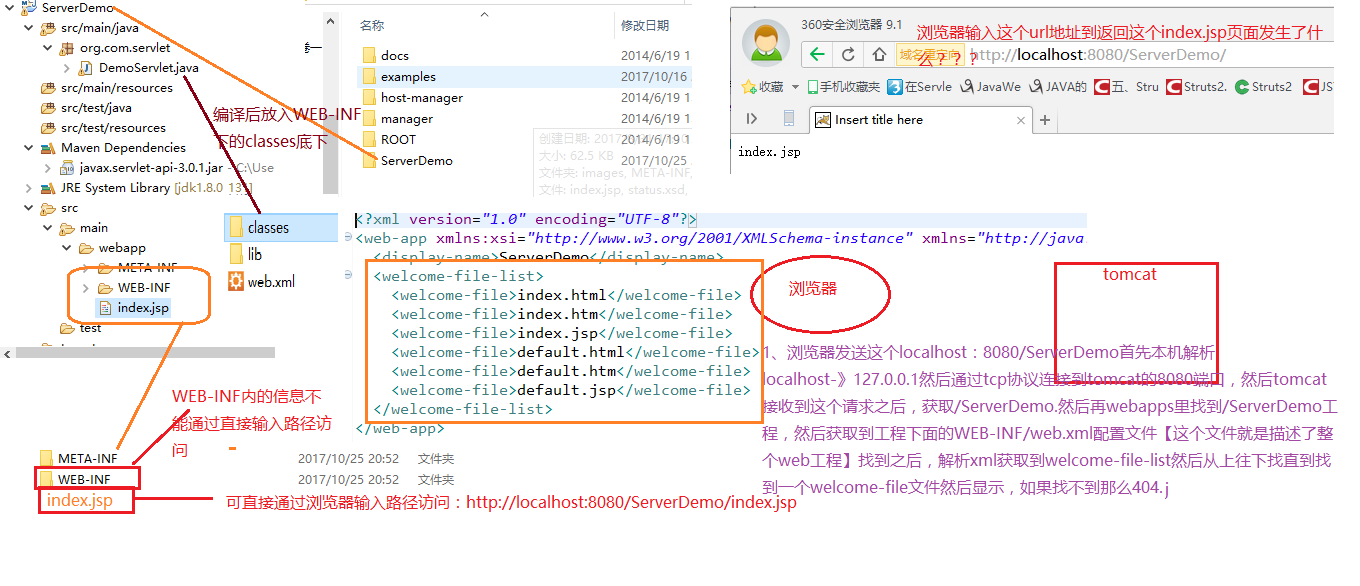 ServerDemo
src/main/java
org.com.servlet
DemoServlet.java
src/main/resources
src/test/java
src/test/resources
Maven Dependencies
javax.servlet-api-3.0.1.jar - C:\Use
JRE System Library [jdk1.8.0_131]
src
main
webapp
META-INF
WEB-INF
index.jsp
test
编译后放入WEB-INF
下的classes底下
classes
lib
web.xml
名称 修改日期
docs 2014/6/19 1
examples 2017/10/16
host-manager 2014/6/19 1
manager 2014/6/19 1
ROOT 2014/6/19 1
ServerDemo 2017/10/25
创建日期: 2017/
大小: 62.5 KB
文件夹: images, META-INF,
文件: index.jsp, status.xsd,
360安全浏览器 9.1
浏览器输入这个url地址到返回这个index.jsp页面发生了什
么？？？
域名重定向 http://localhost:8080/ServerDemo/
收藏 手机收藏夹 在Servle JavaWe JAVA的 五、Stru Struts2. Struts2 JS
Insert title here
index.jsp
<?xml version="1.0" encoding="UTF-8"?>
<web-app xmlns:xsi="http://www.w3.org/2001/XMLSchema-instance" xmlns="http://java
<display-name>ServerDemo</display-name>
<welcome-file-list>
<welcome-file>index.html</welcome-file>
<welcome-file>index.htm</welcome-file>
<welcome-file>index.jsp</welcome-file>
<welcome-file>default.html</welcome-file>
<welcome-file>default.htm</welcome-file>
<welcome-file>default.jsp</welcome-file>
</welcome-file-list>
</web-app>
浏览器
tomcat
1、浏览器发送这个localhost：8080/ServerDemo首先本机解析
localhost-》127.0.0.1然后通过tcp协议连接到tomcat的8080端口，然后tomcat
接收到这个请求之后，获取/ServerDemo.然后再webapps里找到/ServerDemo工
程，然后获取到工程下面的WEB-INF/web.xml配置文件【这个文件就是描述了整
个web工程】找到之后，解析xml获取到welcome-file-list然后从上往下找直到找
到一个welcome-file文件然后显示，如果找不到那么404.j
WEB-INF内的信息不
能通过直接输入路径访
问
META-INF 2017/10/25 20:52 文件夹
WEB-INF 2017/10/25 20:52 文件夹
index.jsp
可直接通过浏览器输入路径访问：http://localhost:8080/ServerDemo/index.jsp